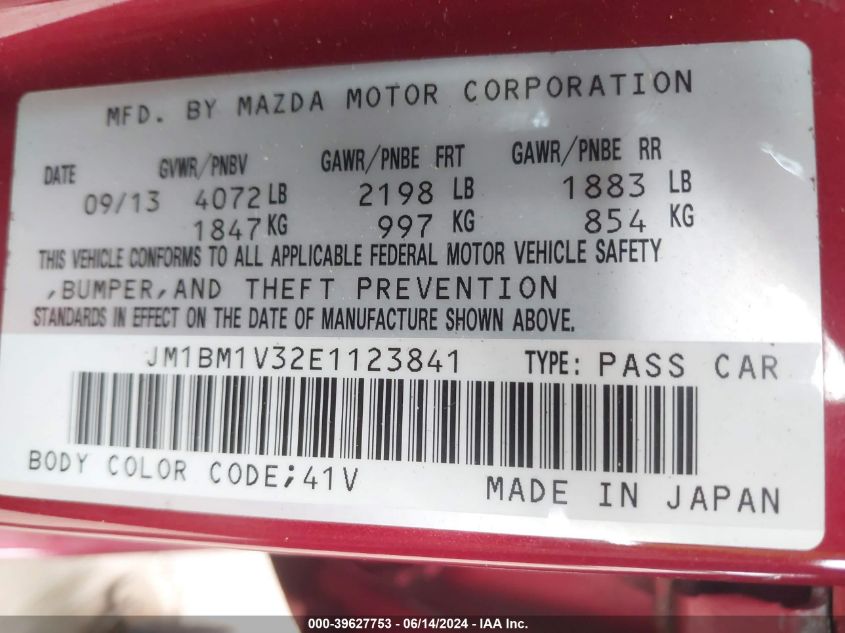 MFD. BY MAZDA MOTOR CORPORATION
DATE GVWR/PNBV GAWR/PNBE FRT GAWR/PNBE RR
09/13 4072 LB 2198 LB 1883 LB
1847 KG 997 KG 854 KG
THIS VEHICLE CONFORMS TO ALL APPLICABLE FEDERAL MOTOR VEHICLE SAFETY
,BUMPER,AND THEFT PREVENTION
STANDARDS IN EFFECT ON THE DATE OF MANUFACTURE SHOWN ABOVE.
JM1BM1V32E1123841 TYPE: PASS CAR
BODY COLOR CODE;41V MADE IN JAPAN
000-39627753 - 06/14/2024 - IAA Inc.